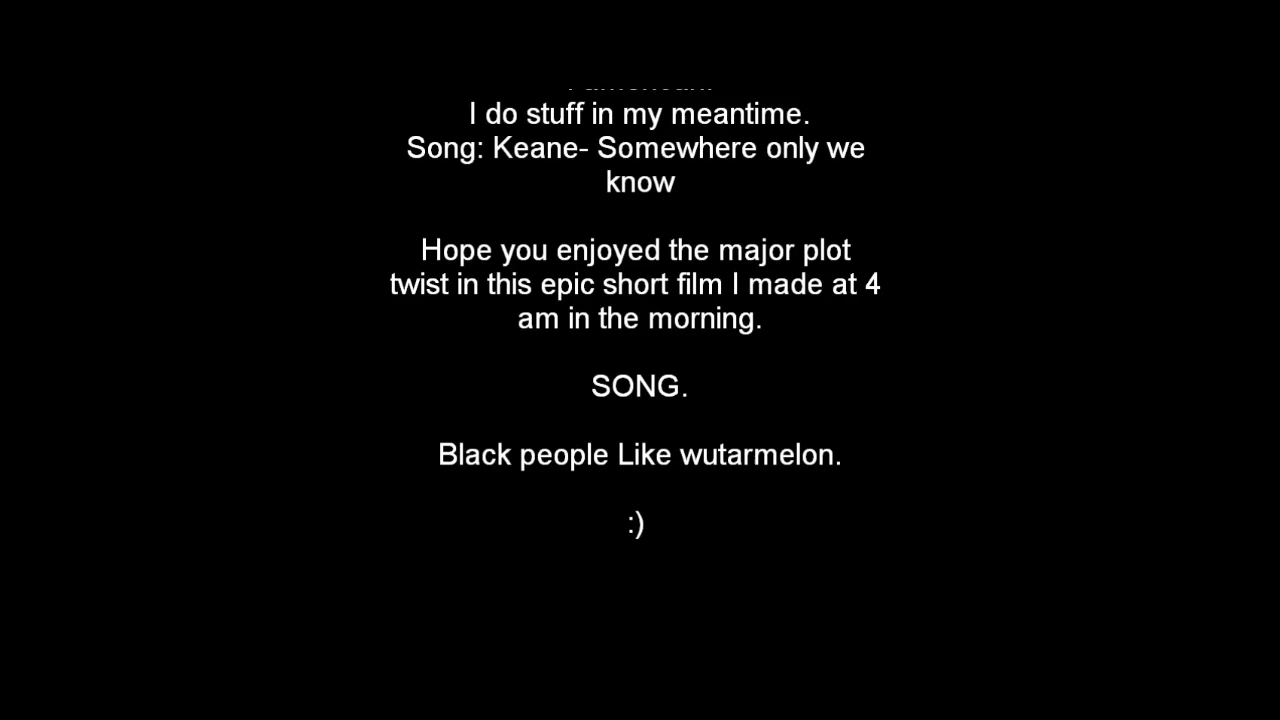 I do stuff in my meantime.
Song: Keane- Somewhere only we
know
Hope you enjoyed the major plot
twist in this epic short film I made at 4
am in the morning.
SONG.
Black people Like wutarmelon.
:)